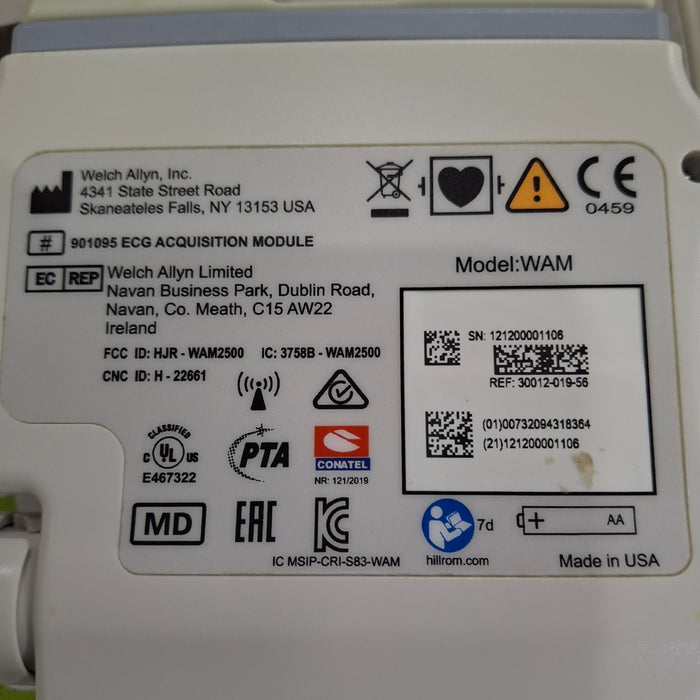 Welch Allyn, Inc.
4341 State Street Road
Skaneateles Falls, NY 13153 USA
0459
# 901095 ECG ACQUISITION MODULE
EC REP Welch Allyn Limited
Navan Business Park, Dublin Road,
Navan, Co. Meath, C15 AW22
Ireland
Model:WAM
FCC ID: HJR - WAM2500 IC: 3758B - WAM2500
CNC ID: H - 22661
SN: 121200001106
REF: 30012-019-56
(01)00732094318364
(21)121200001106
CLASSIFIED
C UL US
E467322
PTA
CONATEL
NR: 121/2019
MD
EAC
KC
IC MSIP-CRI-S83-WAM
7d
hillrom.com
+ AA
Made in USA